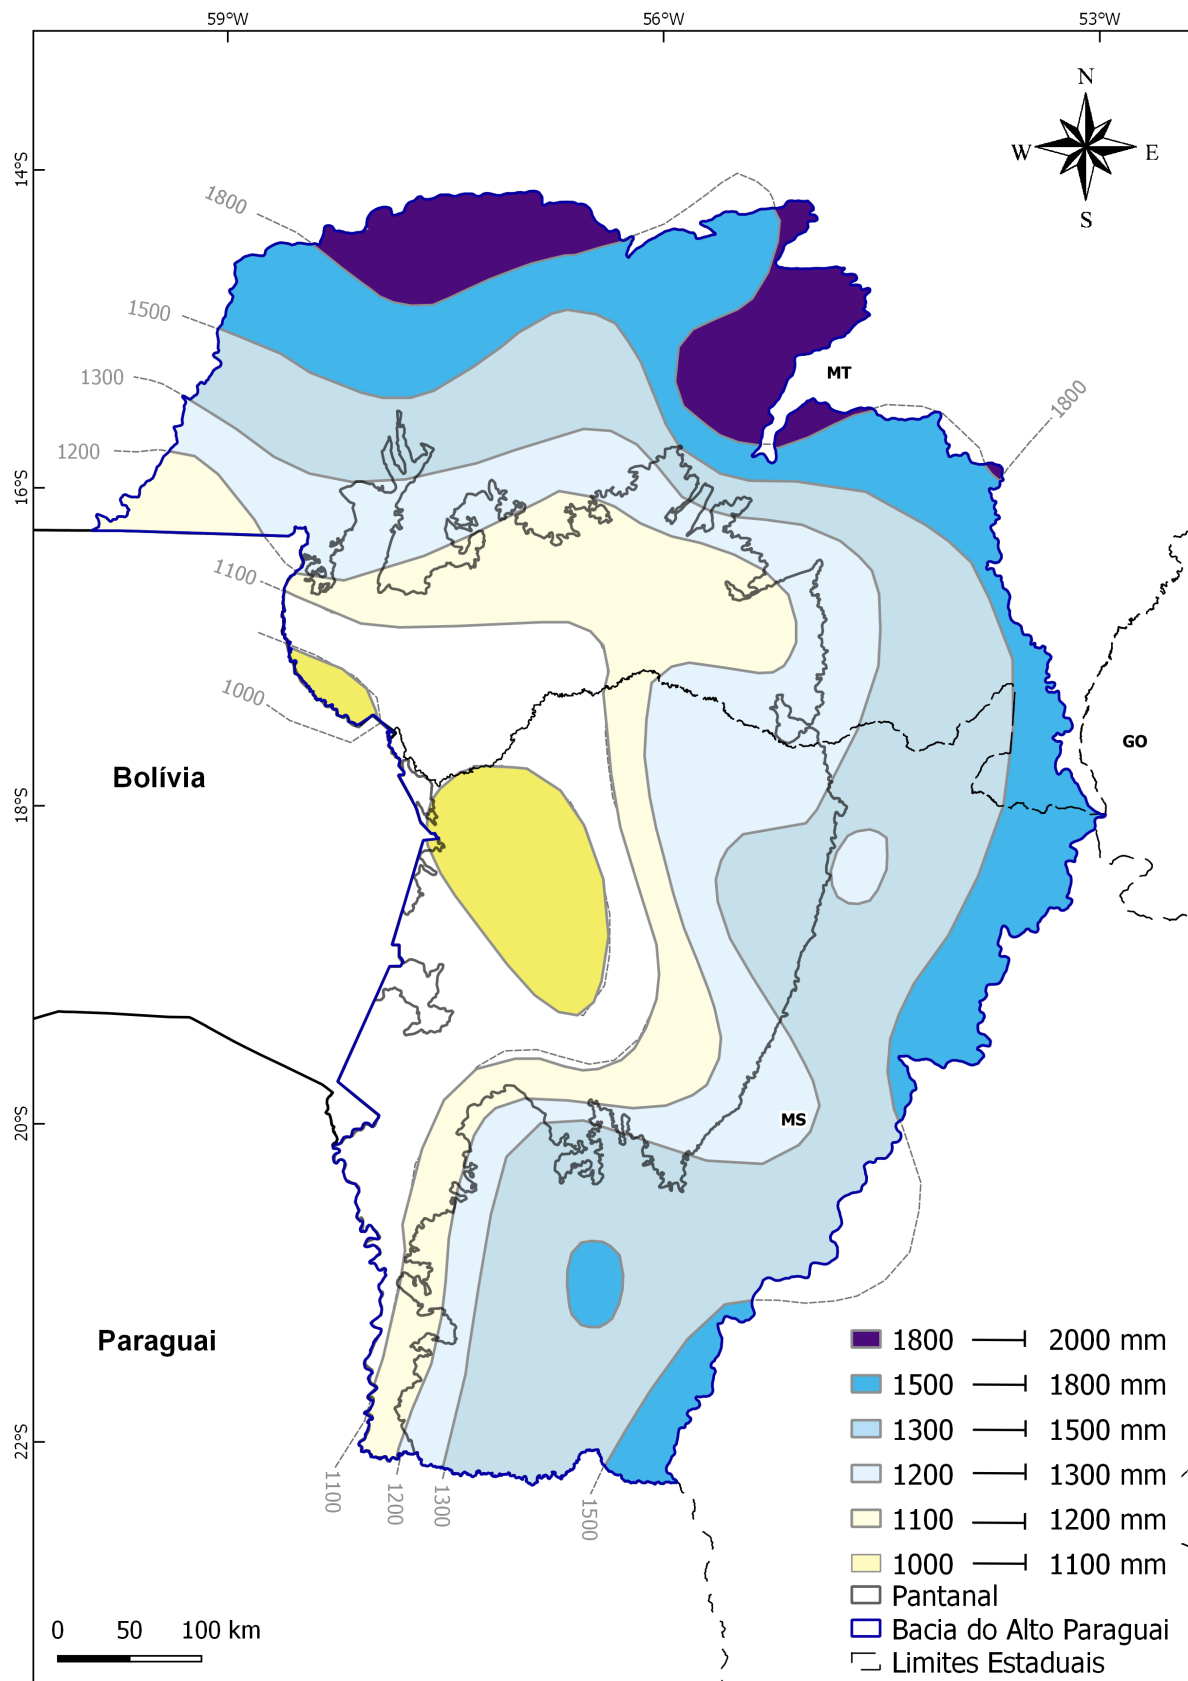 59°W 56°W 53°W
N
W E
S
14°S
16°S
18°S
20°S
22°S
1800
1500
1300
1200
1100
1000
1800
MT
GO
MS
Bolívia
Paraguai
1100
1200
1300
1500
1800 2000 mm
1500 1800 mm
1300 1500 mm
1200 1300 mm
1100 1200 mm
1000 1100 mm
Pantanal
Bacia do Alto Paraguai
Limites Estaduais
0 50 100 km